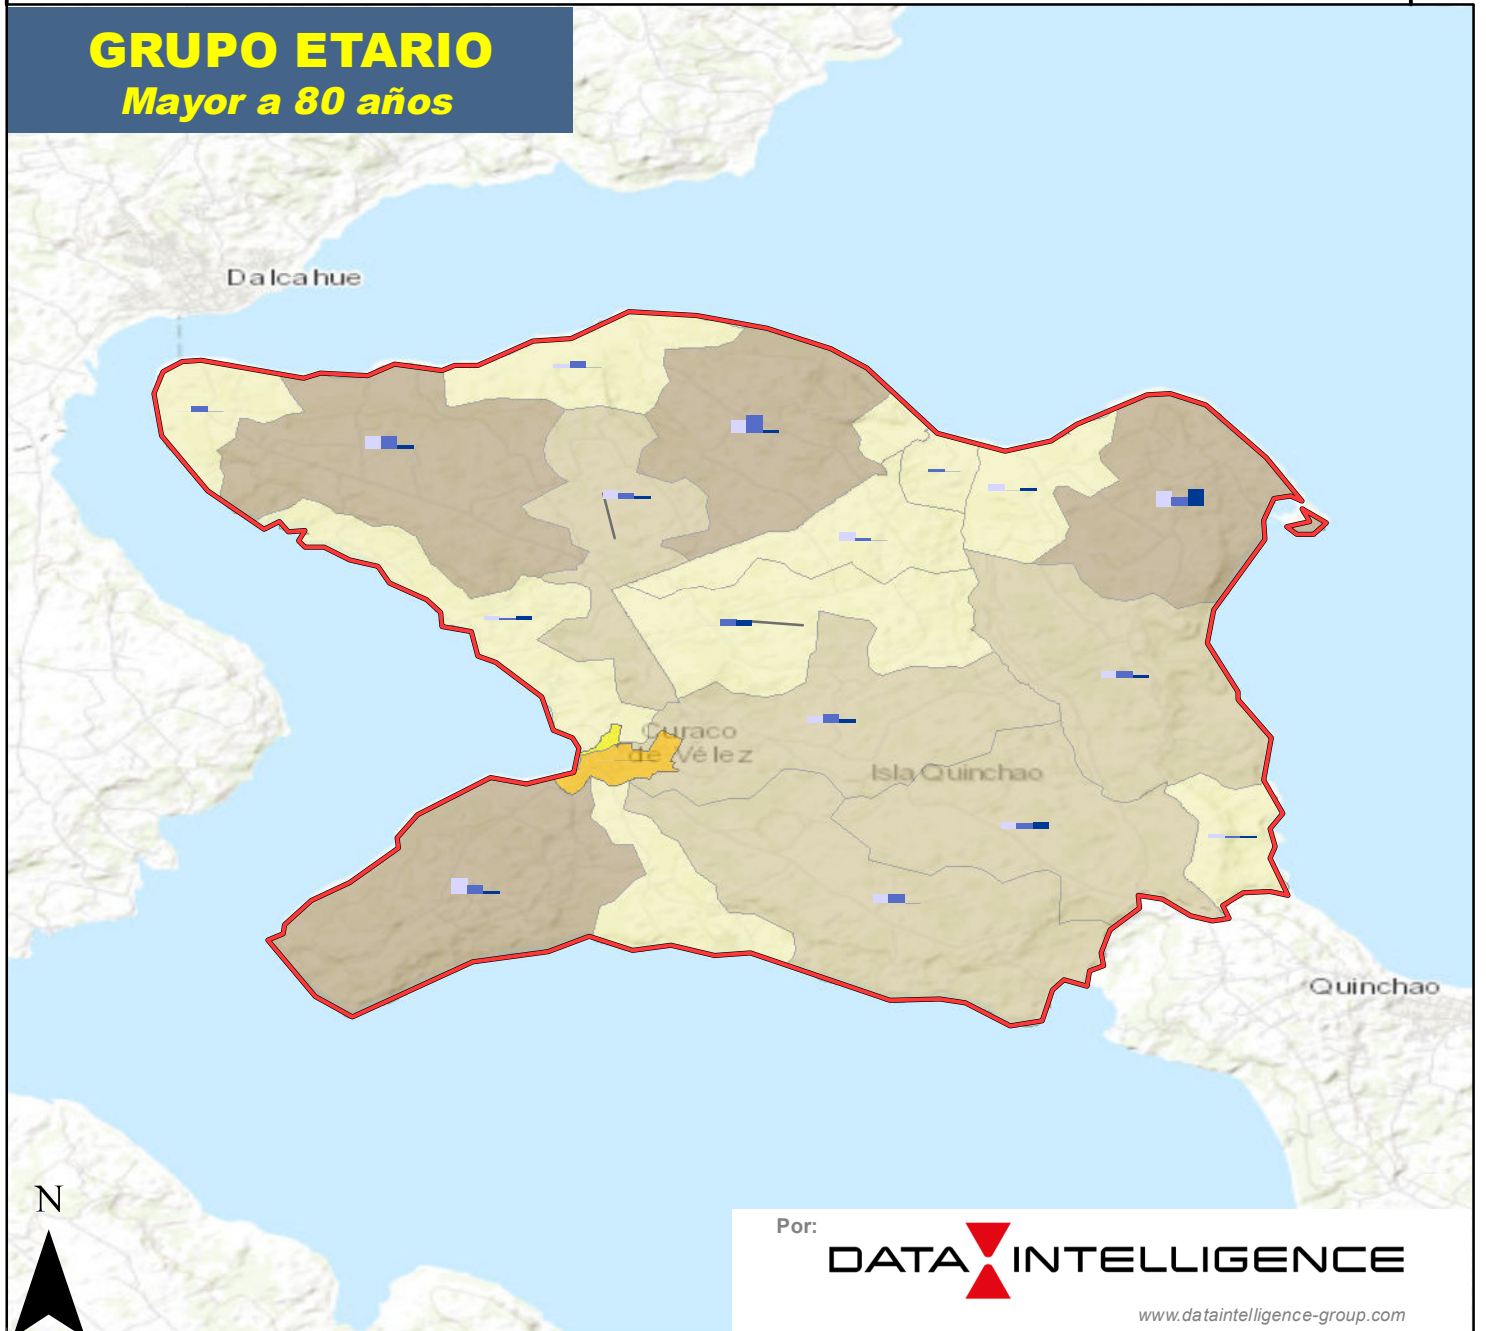 GRUPO ETARIO
Mayor a 80 años
Dalcahue
Curaco
de Vélez
Isla Quinchao
Quinchao
N
Por:
DATA INTELLIGENCE
www.dataintelligence-group.com